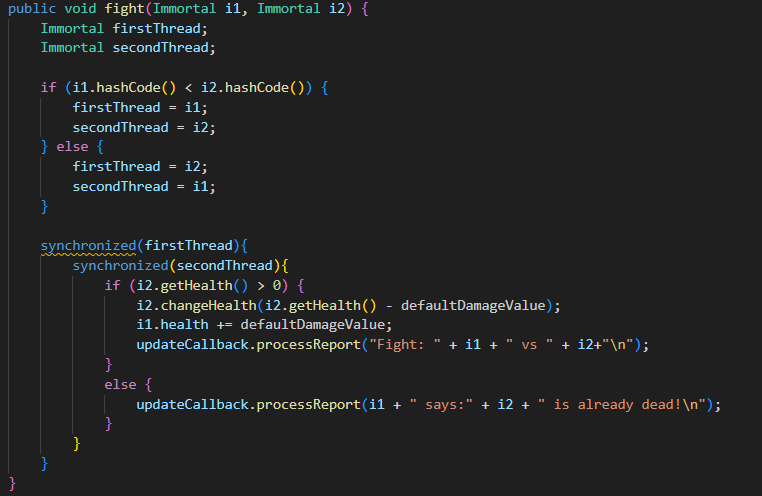 public void fight(Immortal i1, Immortal i2) {
    Immortal firstThread;
    Immortal secondThread;

    if (i1.hashCode() < i2.hashCode()) {
        firstThread = i1;
        secondThread = i2;
    } else {
        firstThread = i2;
        secondThread = i1;
    }

    synchronized(firstThread){
        synchronized(secondThread){
            if (i2.getHealth() > 0) {
                i2.changeHealth(i2.getHealth() - defaultDamageValue);
                i1.health += defaultDamageValue;
                updateCallback.processReport("Fight: " + i1 + " vs " + i2+"\n");
            }
            else {
                updateCallback.processReport(i1 + " says:" + i2 + " is already dead!\n");
            }
        }
    }
}